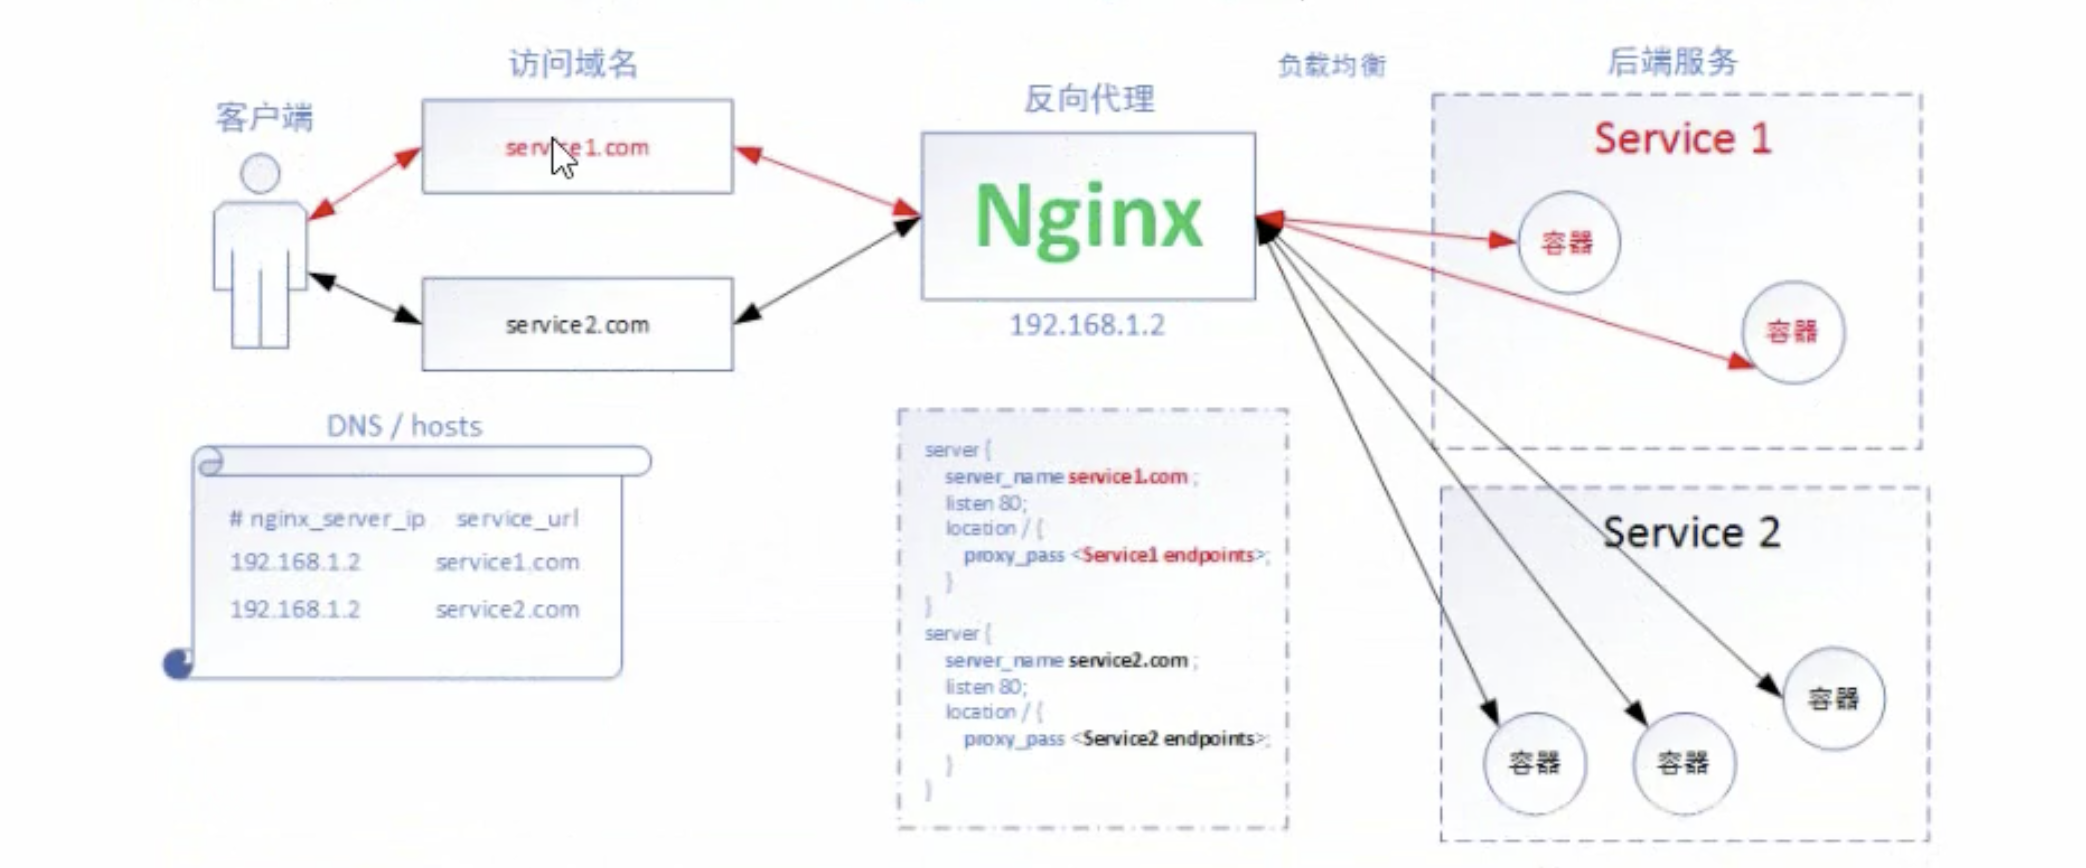 访问域名
负载均衡
后端服务
反向代理
客户端
service1.com
Service 1
Nginx
容器
service2.com
192.168.1.2
容器
DNS / hosts
# nginx_server_ip service_url
192.168.1.2 service1.com
192.168.1.2 service2.com
server {
server_name service1.com ;
listen 80;
location / {
proxy_pass <Service1 endpoints>;
}
}
server {
server_name service2.com ;
listen 80;
location / {
proxy_pass <Service2 endpoints>;
}
}
Service 2
容器
容器
容器